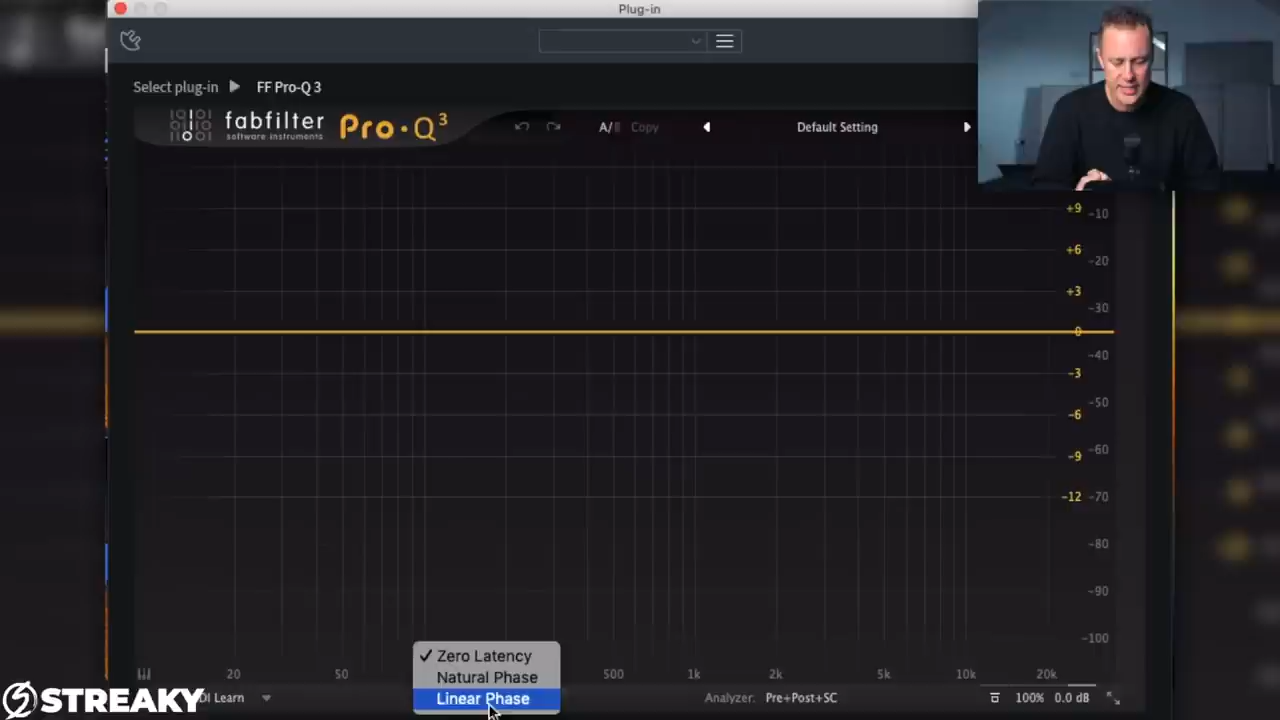 Plug-in
Select plug-in FF Pro-Q 3
fabfilter
software instruments
Pro·Q3
A/B Copy
Default Setting
+9 -10
+6 -20
+3 -30
0
-40
-3
-50
-6
-60
-9
-12 -70
-80
-90
-100
20 50 500 1k 2k 5k 10k 20k
✓ Zero Latency
Natural Phase
Linear Phase
DI Learn
Analyzer: Pre+Post+SC
100% 0.0 dB
STREAKY